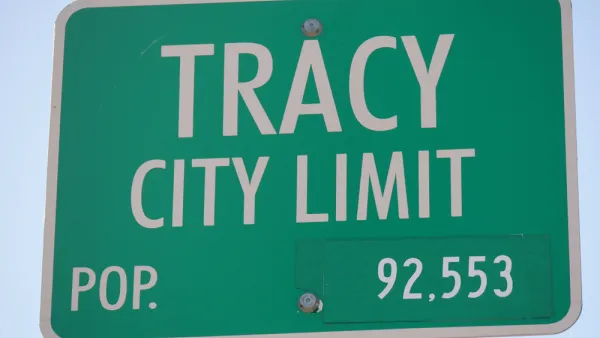 TRACY
CITY LIMIT
POP. 92,553